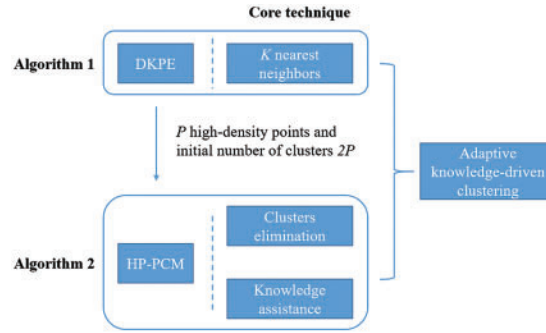 Core technique
Algorithm 1
DKPE
K nearest
neighbors
P high-density points and
initial number of clusters 2P
Adaptive
knowledge-driven
clustering
Algorithm 2
HP-PCM
Clusters
elimination
Knowledge
assistance